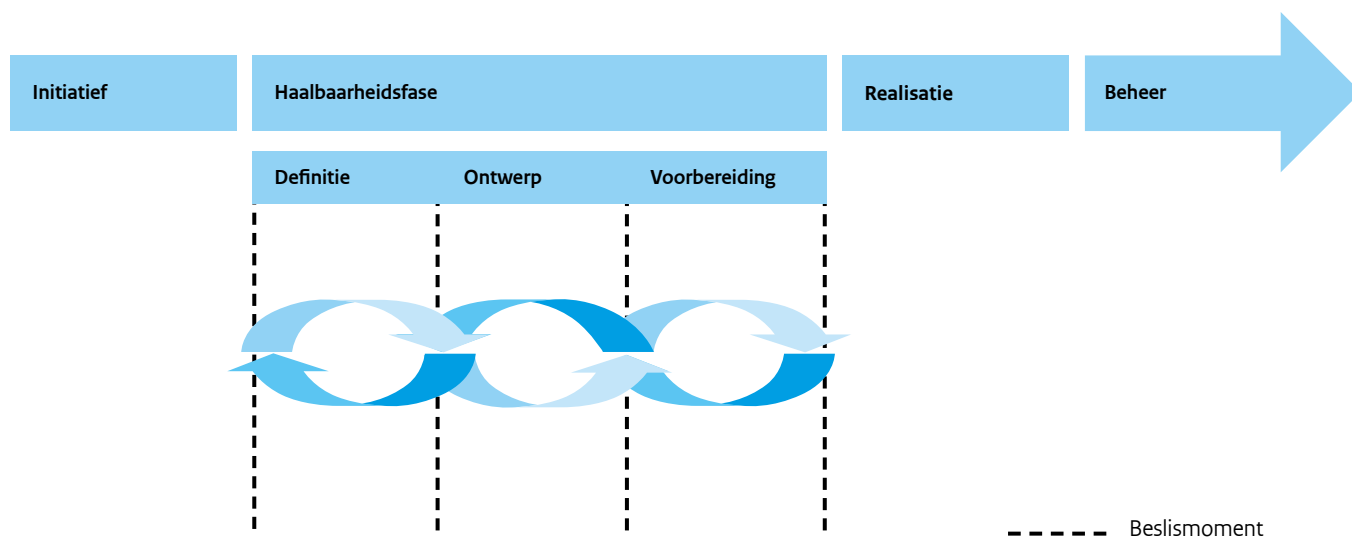 Initiatief
Haalbaarheidsfase
Realisatie
Beheer
Definitie
Ontwerp
Voorbereiding
Beslismoment